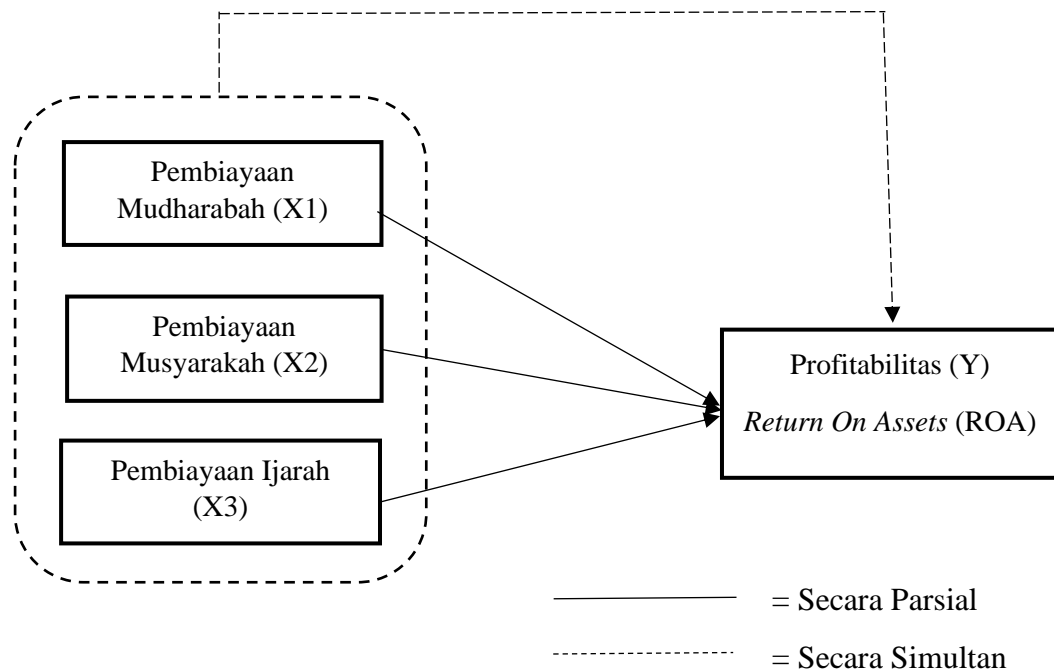 Pembiayaan
Mudharabah (X1)
Pembiayaan
Musyarakah (X2)
Pembiayaan Ijarah
(X3)
Profitabilitas (Y)
Return On Assets (ROA)
= Secara Parsial
= Secara Simultan